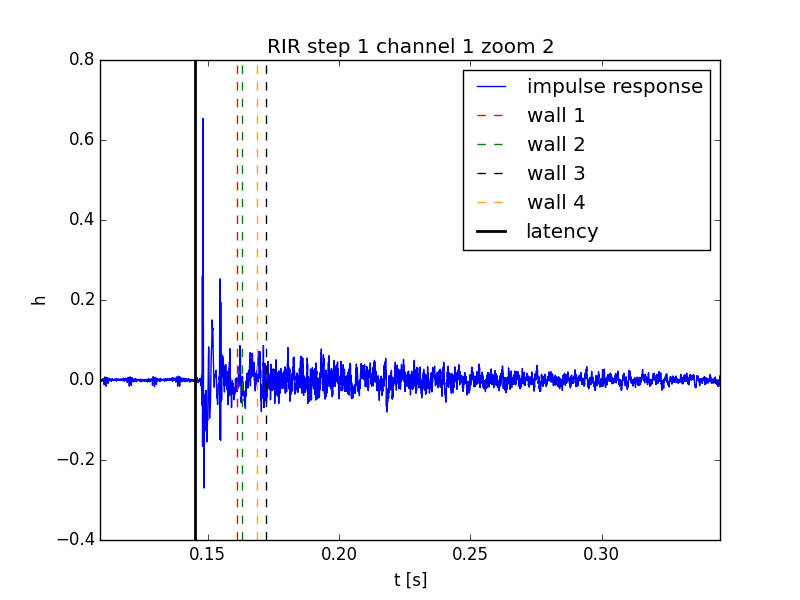 RIR step 1 channel 1 zoom 2
0.8
0.6
0.4
0.2
0.0
−0.2
−0.4
h
impulse response
wall 1
wall 2
wall 3
wall 4
latency
0.15
0.20
0.25
0.30
t [s]